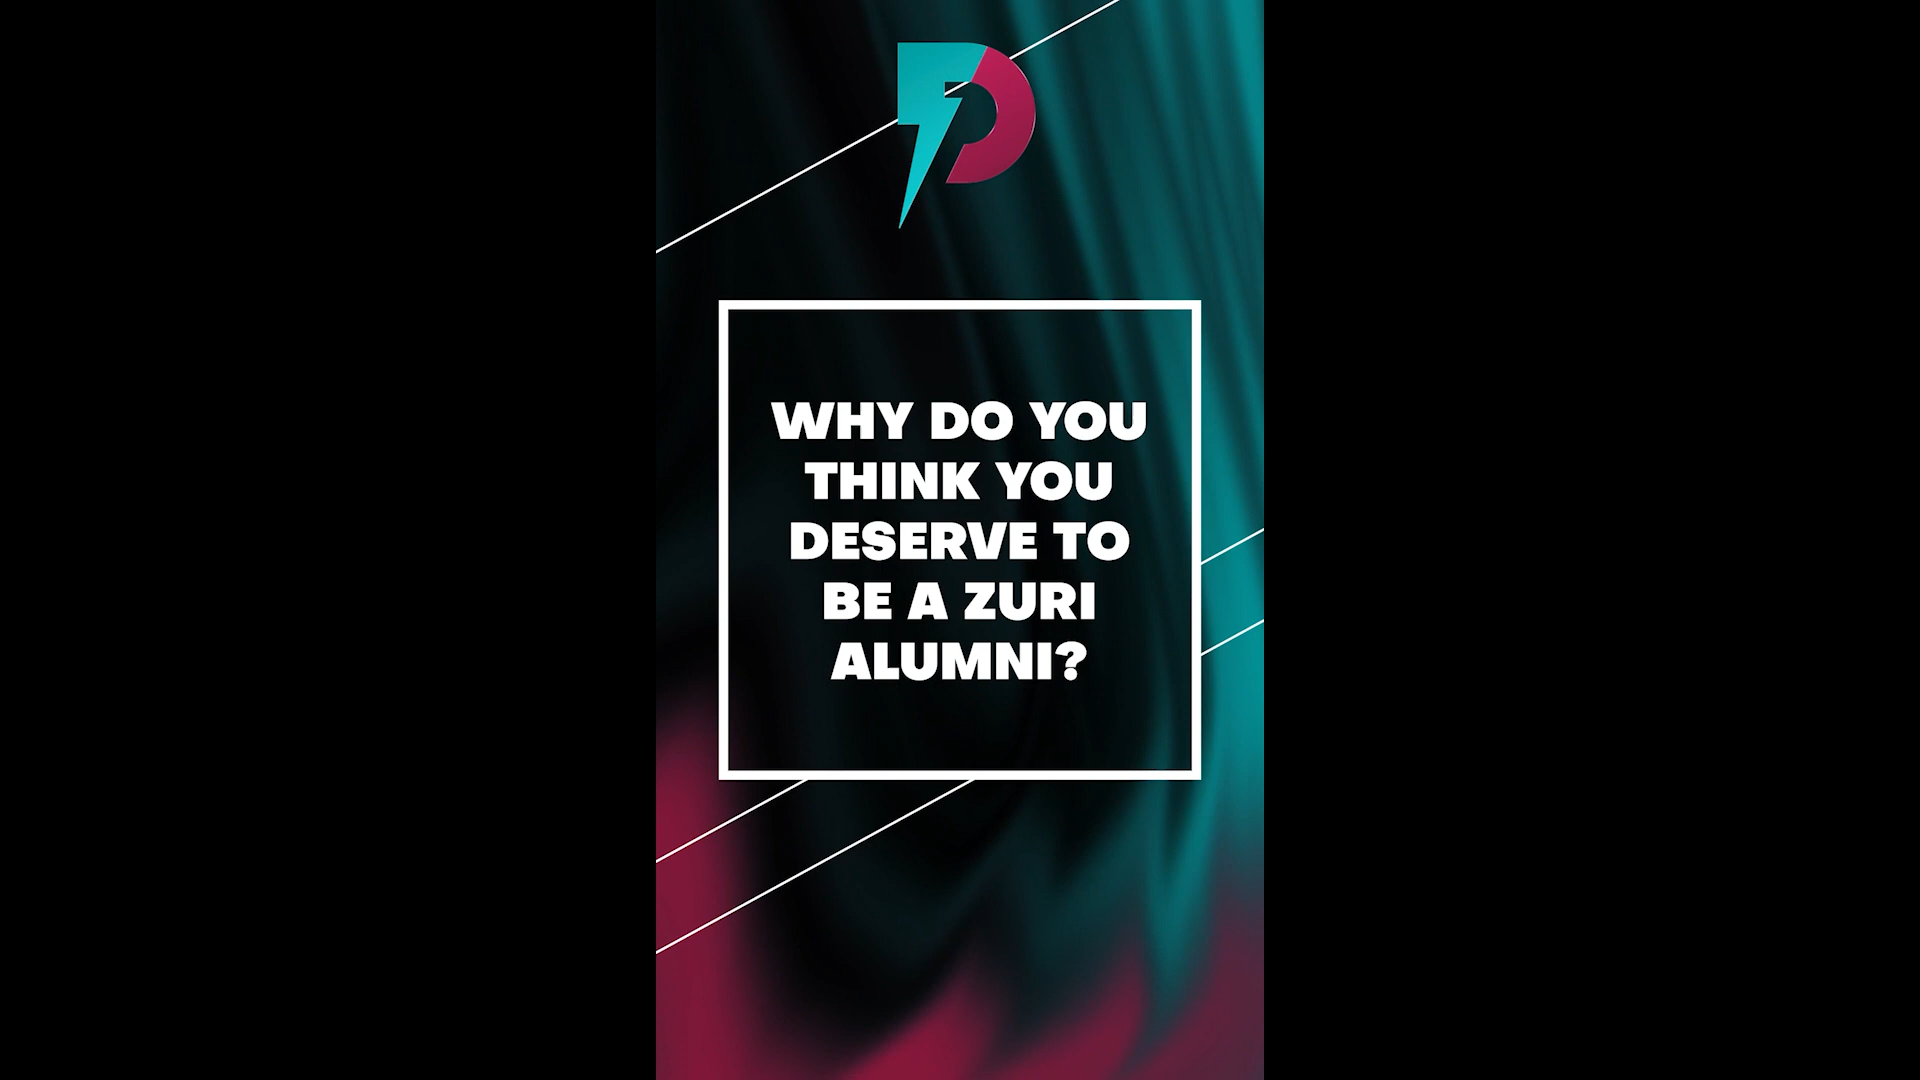 WHY DO YOU
THINK YOU
DESERVE TO
BE A ZURI
ALUMNI?